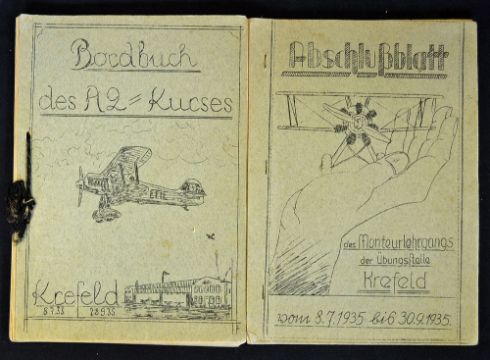 Bordbuch
des A2=Kurses
Krefeld
8.7.35 28.9.35
Abschlußblatt
des Monteurlehrgangs
der Übungsstelle
Krefeld
vom 8.7.1935 bis 30.9.1935.